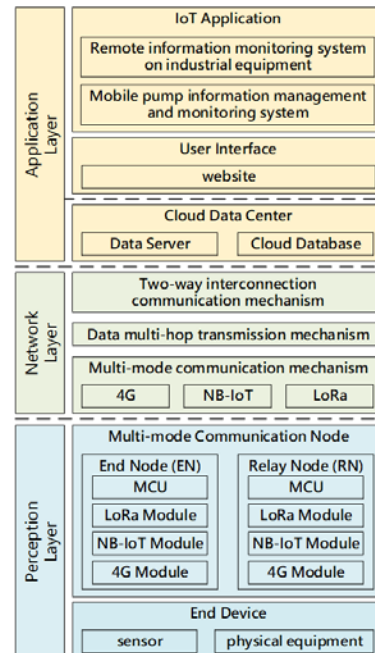 Application
Layer
IoT Application
Remote information monitoring system
on industrial equipment
Mobile pump information management
and monitoring system
User Interface
website
Cloud Data Center
Data Server
Cloud Database
Network
Layer
Two-way interconnection
communication mechanism
Data multi-hop transmission mechanism
Multi-mode communication mechanism
4G
NB-IoT
LoRa
Perception
Layer
Multi-mode Communication Node
End Node (EN)
MCU
LoRa Module
NB-IoT Module
4G Module
Relay Node (RN)
MCU
LoRa Module
NB-IoT Module
4G Module
End Device
sensor
physical equipment